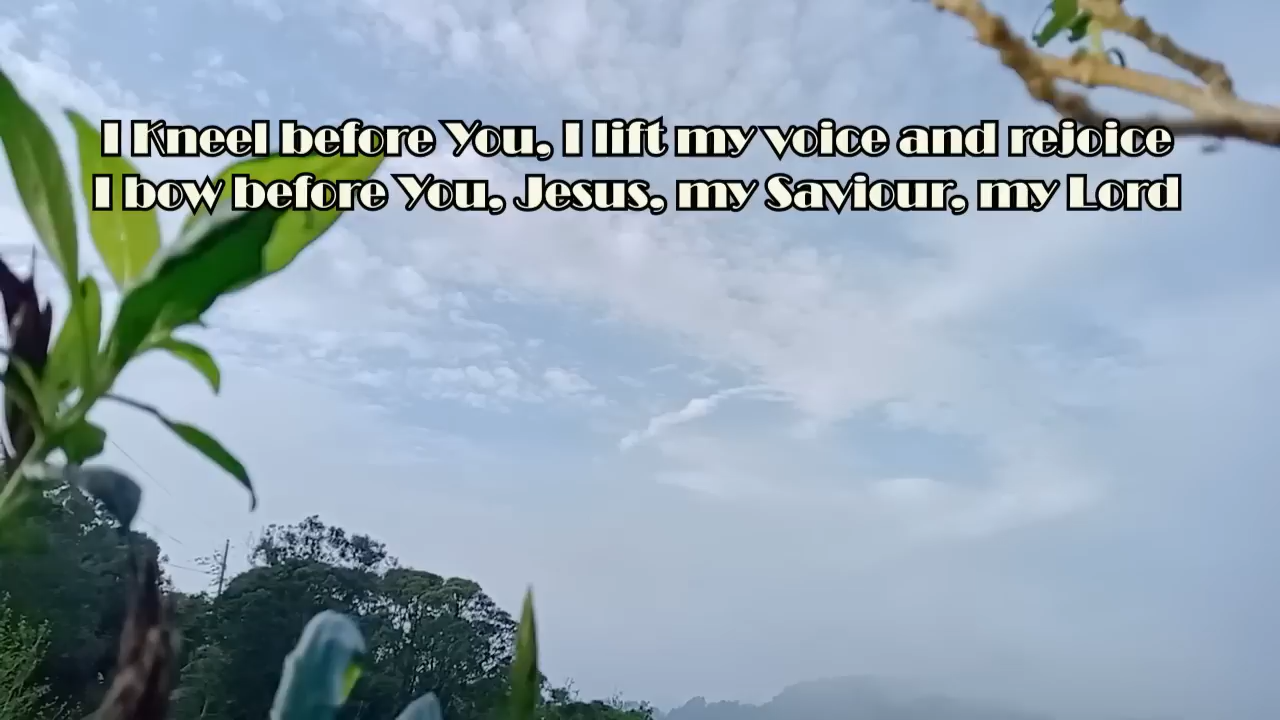 I Kneel before You, I lift my voice and rejoice
I bow before You, Jesus, my Saviour, my Lord